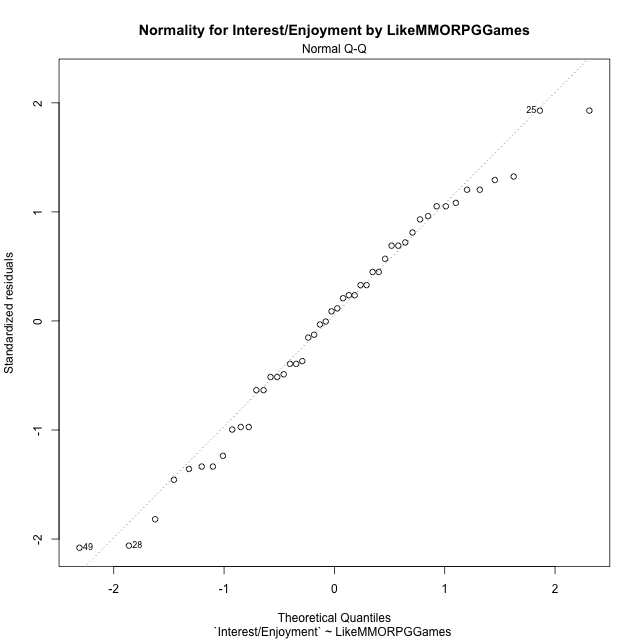 Normality for Interest/Enjoyment by LikeMMORPGGames
Normal Q-Q
2
1
0
-1
-2
Standardized residuals
25
49
28
-2 -1 0 1 2
Theoretical Quantiles
`Interest/Enjoyment` ~ LikeMMORPGGames